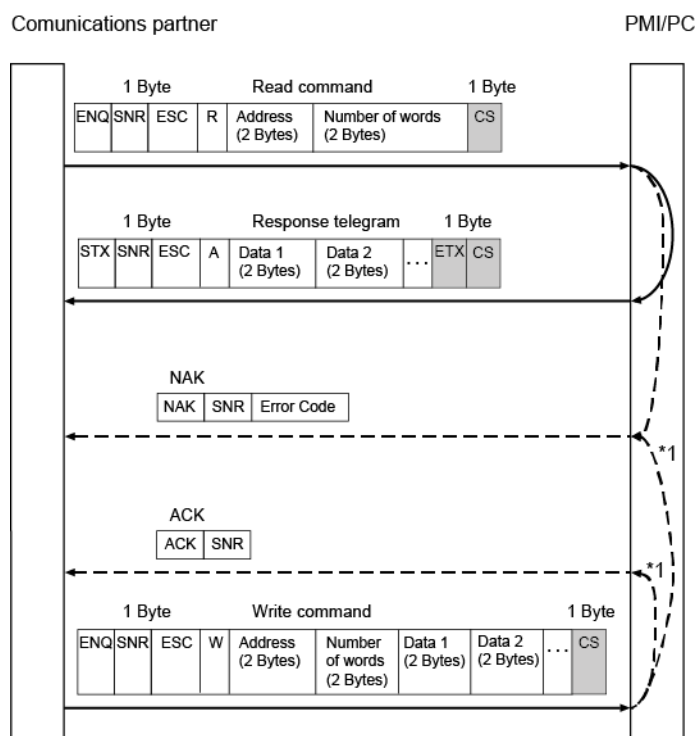 Comunications partner PMI/PC
1 Byte Read command 1 Byte
ENQ SNR ESC R Address (2 Bytes) Number of words (2 Bytes) CS
1 Byte Response telegram 1 Byte
STX SNR ESC A Data 1 (2 Bytes) Data 2 (2 Bytes) ... ETX CS
NAK
NAK SNR Error Code
*1
ACK
ACK SNR
*1
1 Byte Write command 1 Byte
ENQ SNR ESC W Address (2 Bytes) Number of words (2 Bytes) Data 1 (2 Bytes) Data 2 (2 Bytes) ... CS